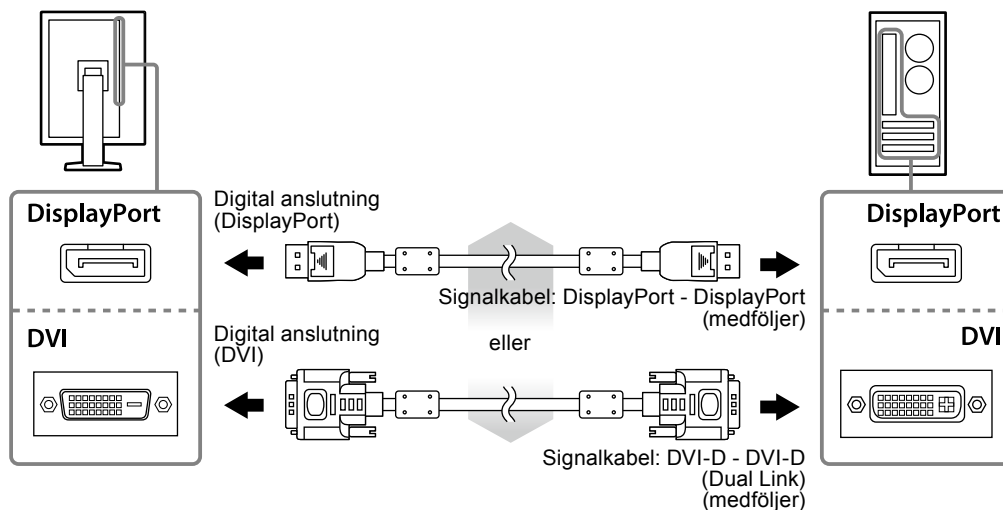 DisplayPort
Digital anslutning
(DisplayPort)
DisplayPort
Signalkabel: DisplayPort - DisplayPort
(medföljer)
DVI
Digital anslutning
(DVI)
eller
DVI
Signalkabel: DVI-D - DVI-D
(Dual Link)
(medföljer)